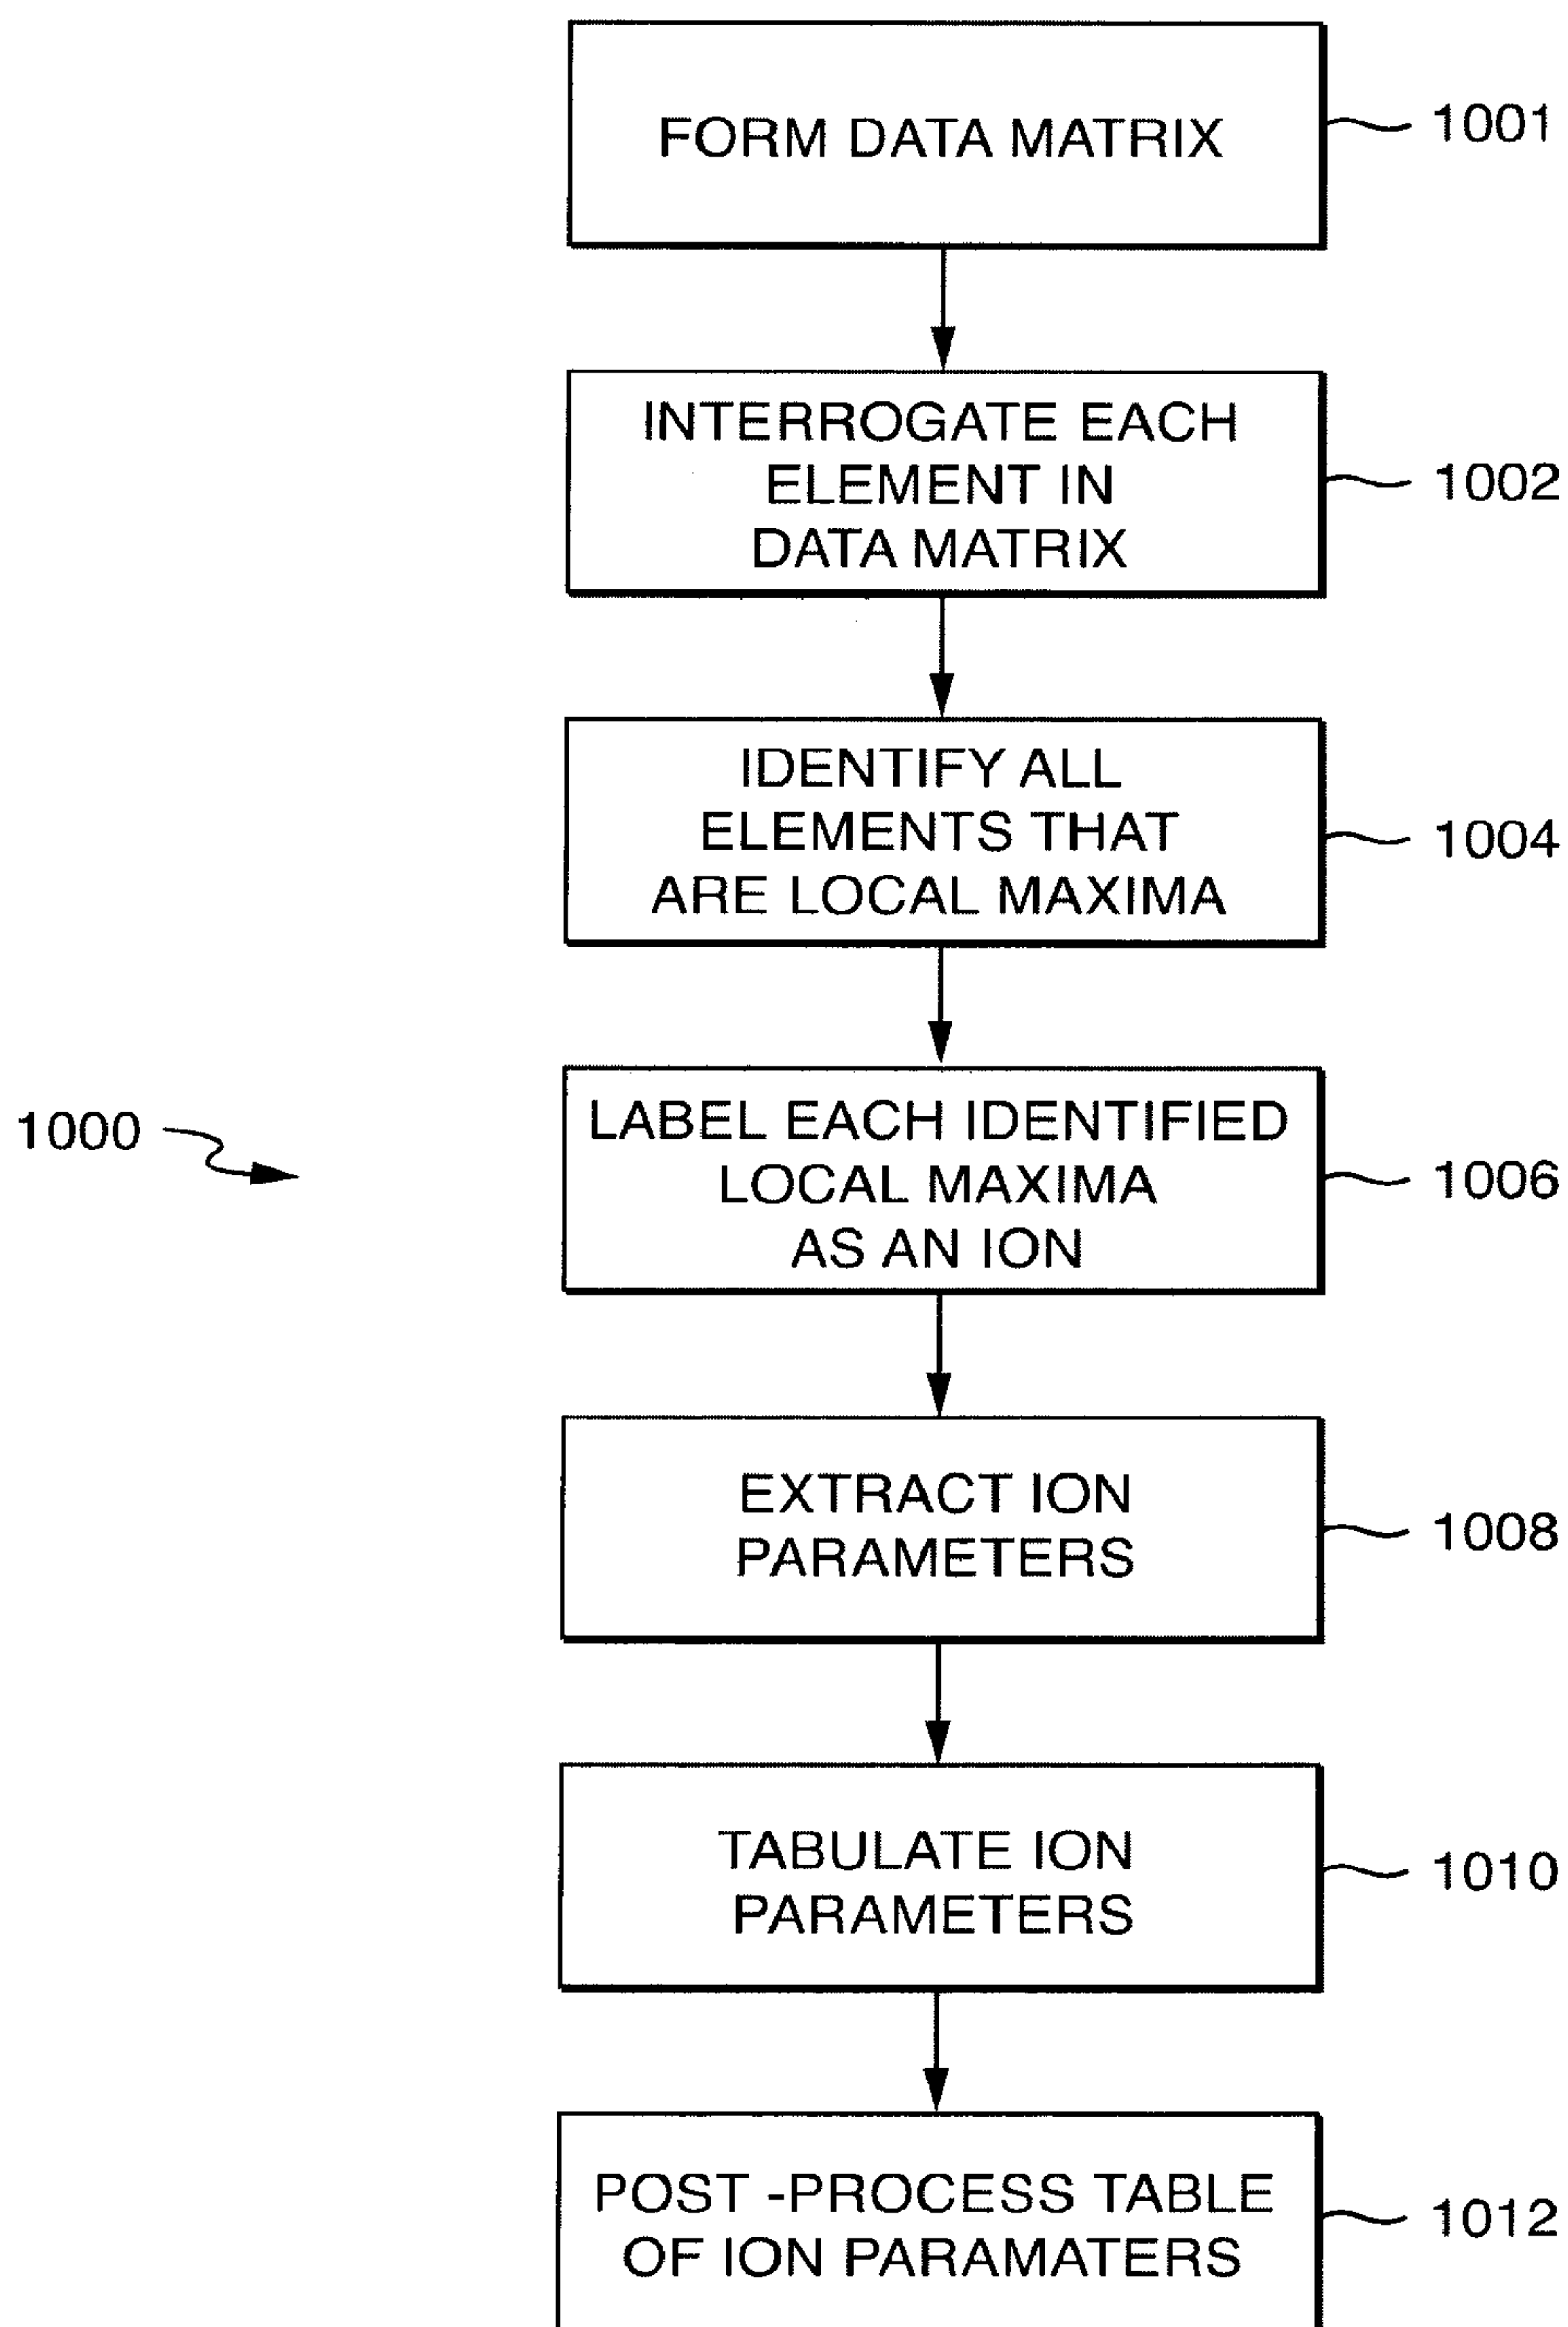 FORM DATA MATRIX
1001
INTERROGATE EACH
ELEMENT IN
DATA MATRIX
1002
IDENTIFY ALL
ELEMENTS THAT
ARE LOCAL MAXIMA
1004
1000
LABEL EACH IDENTIFIED
LOCAL MAXIMA
AS AN ION
1006
EXTRACT ION
PARAMETERS
1008
TABULATE ION
PARAMETERS
1010
POST -PROCESS TABLE
OF ION PARAMATERS
1012